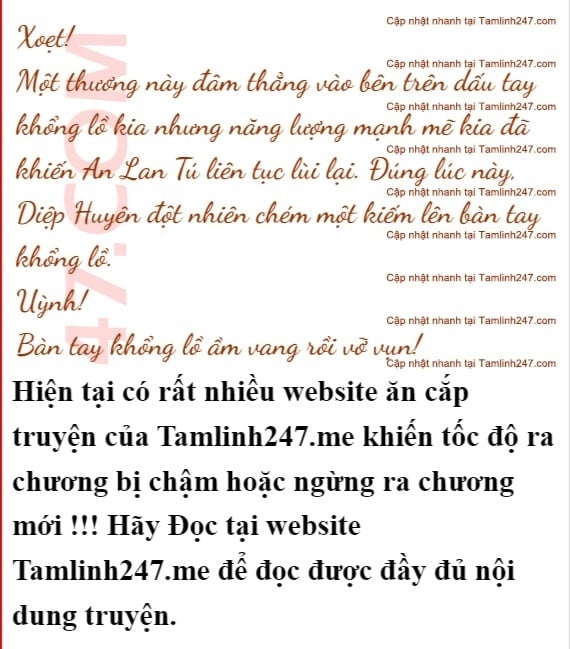 Cập nhật nhanh tại Tamlinh247.com
Xoẹt!
Cập nhật nhanh tại Tamlinh247.com
Một thương này đâm thẳng vào bên trên dấu tay
Cập nhật nhanh tại Tamlinh247.com
khổng lồ kia nhưng năng lượng mạnh mẽ kia đã
Cập nhật nhanh tại Tamlinh247.com
khiến An Lan Tú liên tục lùi lại. Đúng lúc này,
Cập nhật nhanh tại Tamlinh247.com
Diệp Huyên đột nhiên chém một kiếm lên bàn tay
Cập nhật nhanh tại Tamlinh247.com
khổng lồ.
Cập nhật nhanh tại Tamlinh247.com
Uỳnh!
Cập nhật nhanh tại Tamlinh247.com
Bàn tay khổng lồ ầm vang rồi vỡ vụn!
Cập nhật nhanh tại Tamlinh247.com
47.COM
Hiện tại có rất nhiều website ăn cắp
truyện của Tamlinh247.me khiến tốc độ ra
chương bị chậm hoặc ngừng ra chương
mới !!! Hãy Đọc tại website
Tamlinh247.me để đọc được đầy đủ nội
dung truyện.